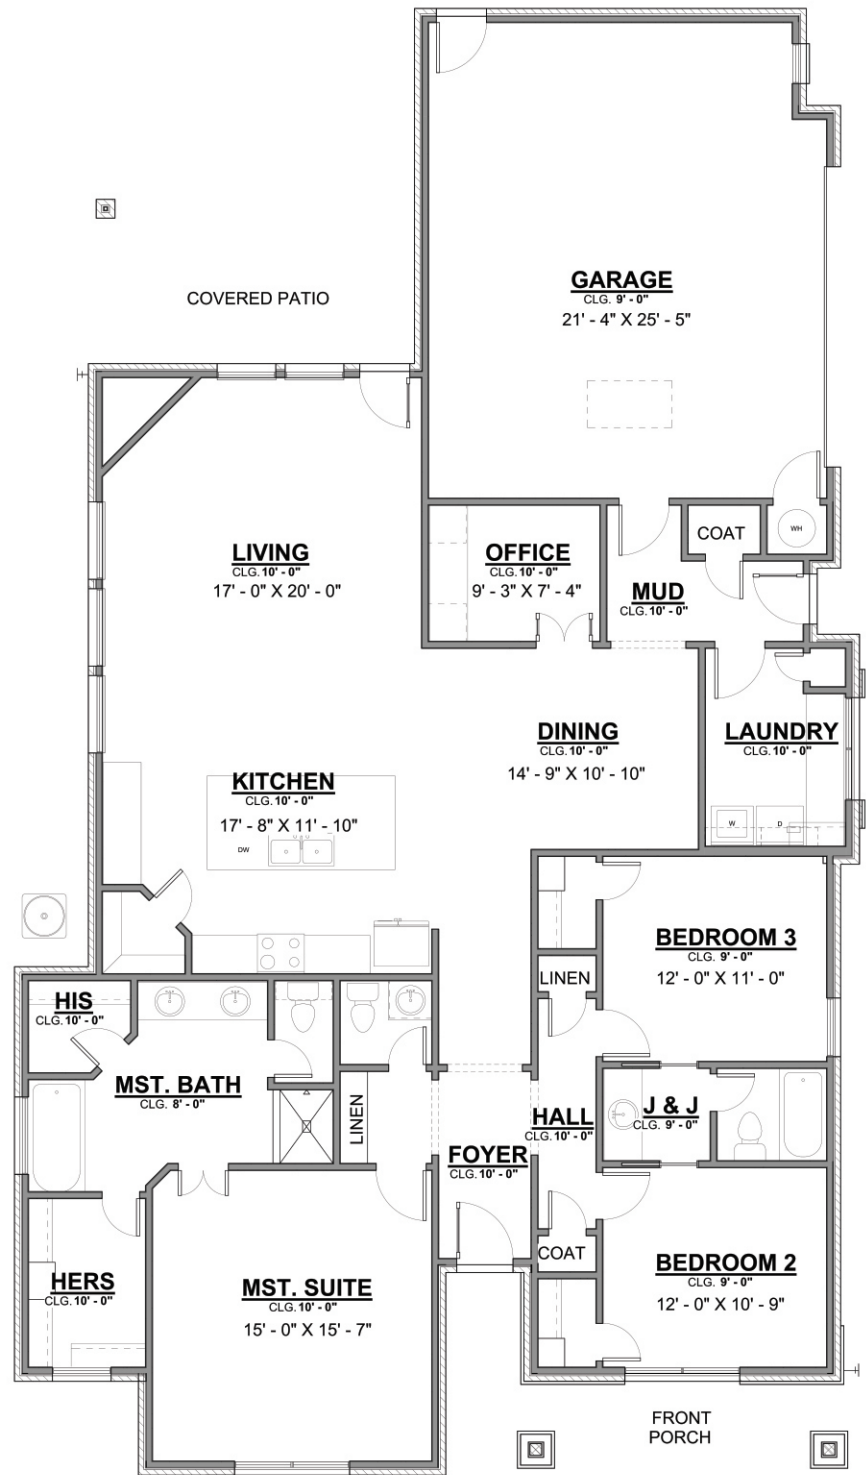 GARAGE
CLG. 9' - 0"
21' - 4" X 25' - 5"
COVERED PATIO
COAT
WH
LIVING
CLG. 10' - 0"
17' - 0" X 20' - 0"
OFFICE
CLG. 10' - 0"
9' - 3" X 7' - 4"
MUD
CLG. 10' - 0"
DINING
CLG. 10' - 0"
14' - 9" X 10' - 10"
LAUNDRY
CLG. 10' - 0"
W
D
KITCHEN
CLG. 10' - 0"
17' - 8" X 11' - 10"
DW
BEDROOM 3
CLG. 9' - 0"
12' - 0" X 11' - 0"
LINEN
HIS
CLG. 10' - 0"
MST. BATH
CLG. 8' - 0"
LINEN
HALL
CLG. 10' - 0"
J & J
CLG. 9' - 0"
FOYER
CLG. 10' - 0"
COAT
BEDROOM 2
CLG. 9' - 0"
12' - 0" X 10' - 9"
HERS
CLG. 10' - 0"
MST. SUITE
CLG. 10' - 0"
15' - 0" X 15' - 7"
FRONT
PORCH